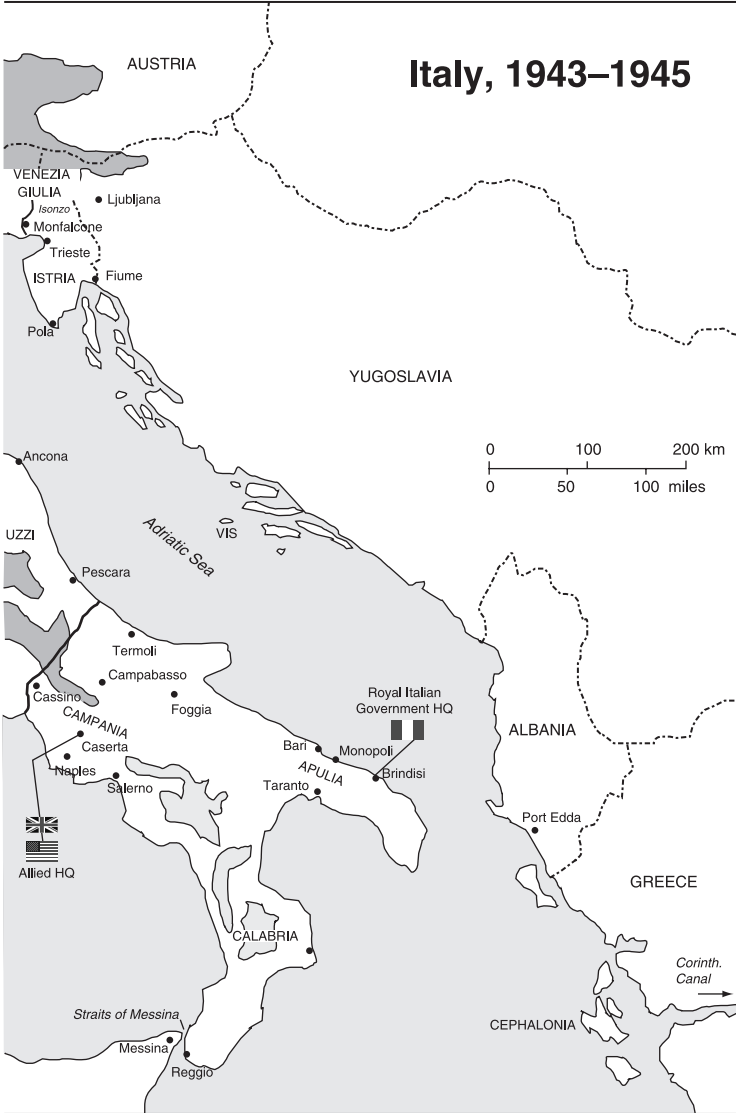 AUSTRIA
Italy, 1943–1945
VENEZIA
GIULIA
Isonzo
Ljubljana
Monfalcone
Trieste
ISTRIA
Fiume
Pola
YUGOSLAVIA
0 100 200 km
0 50 100 miles
Ancona
UZZI
VIS
Adriatic Sea
Pescara
Termoli
Campabasso
Cassino
Foggia
CAMPANIA
Caserta
Naples
Salerno
Royal Italian
Government HQ
Bari
Monopoli
APULIA
Brindisi
Taranto
ALBANIA
Port Edda
Allied HQ
GREECE
CALABRIA
Corinth.
Canal
Straits of Messina
CEPHALONIA
Messina
Reggio